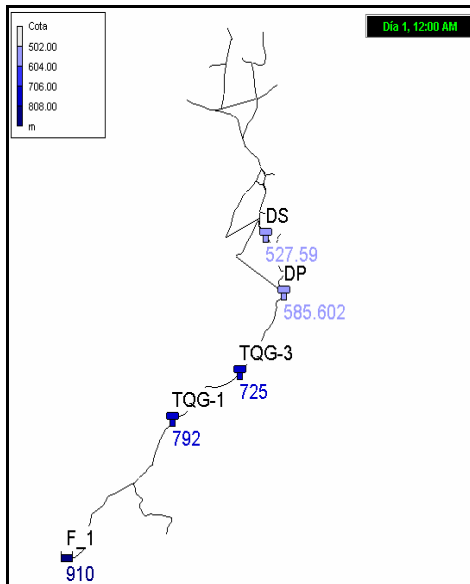 Cota
502.00
604.00
706.00
808.00
m
Día 1, 12:00 AM
DS
527.59
DP
585.602
TQG-3
725
TQG-1
792
F_1
910